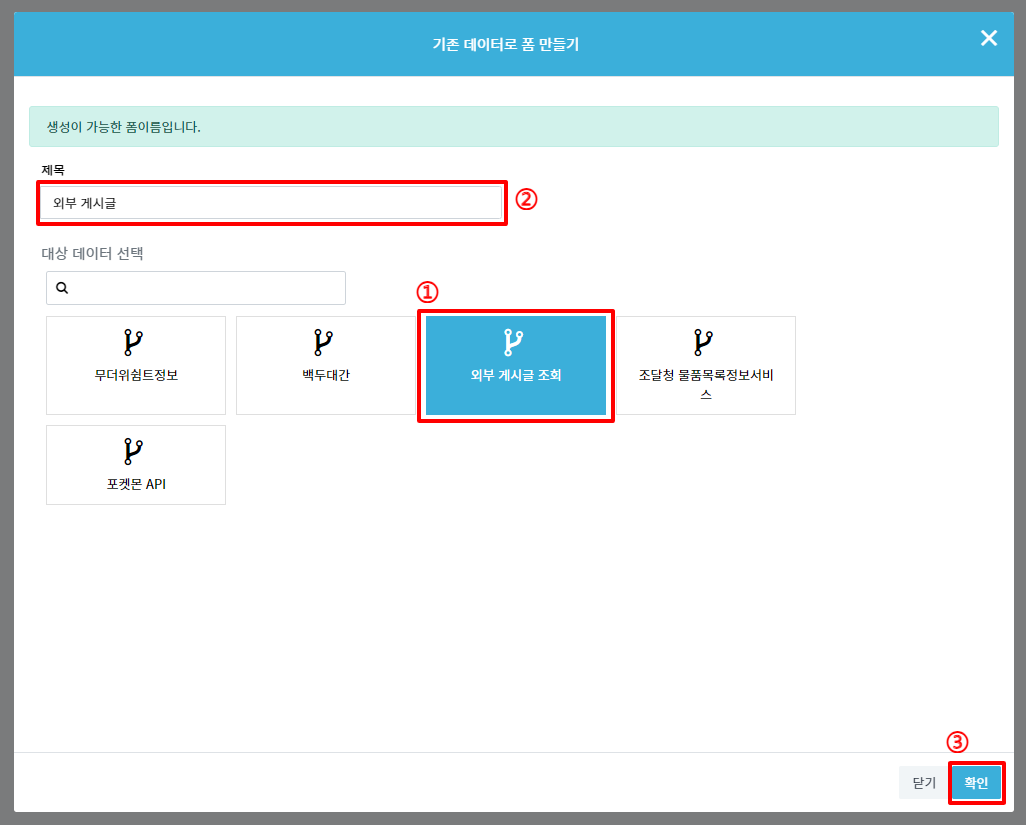 기존 데이터로 폼 만들기
생성이 가능한 폼이름입니다.
제목
외부 게시글
②
대상 데이터 선택
①
무더위쉼트정보
백두대간
외부 게시글 조회
조달청 물품목록정보서비
스
포켓몬 API
③
닫기
확인